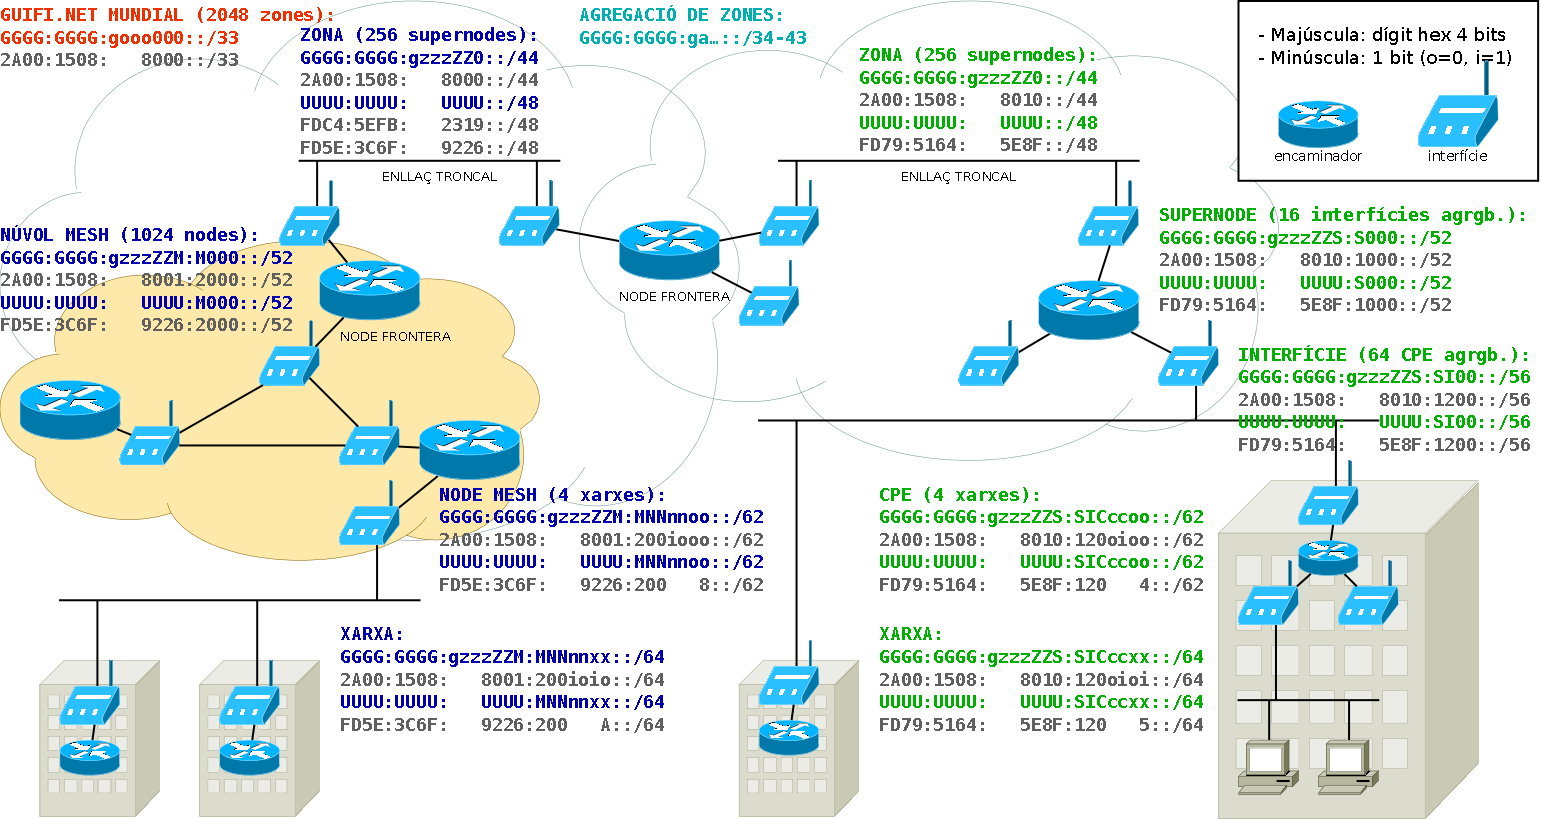 GUIFI.NET MUNDIAL (2048 zones):
GGGG:GGGG:gooo000::/33
2A00:1508:   8000::/33
ZONA (256 supernodes):
GGGG:GGGG:gzzzZZ0::/44
2A00:1508:   8000::/44
UUUU:UUUU:   UUUU::/48
FDC4:5EFB:   2319::/48
FD5E:3C6F:   9226::/48
AGREGACIÓ DE ZONES:
GGGG:GGGG:ga…::/34-43
ZONA (256 supernodes):
GGGG:GGGG:gzzzZZ0::/44
2A00:1508:   8010::/44
UUUU:UUUU:   UUUU::/48
FD79:5164:   5E8F::/48
- Majúscula: dígit hex 4 bits
- Minúscula: 1 bit (o=0, i=1)
encaminador
interfície
ENLLAÇ TRONCAL
ENLLAÇ TRONCAL
NÚVOL MESH (1024 nodes):
GGGG:GGGG:gzzzZZM:M000::/52
2A00:1508:   8001:2000::/52
UUUU:UUUU:   UUUU:M000::/52
FD5E:3C6F:   9226:2000::/52
NODE FRONTERA
NODE FRONTERA
SUPERNODE (16 interfícies agrgb.):
GGGG:GGGG:gzzzZZS:S000::/52
2A00:1508:   8010:1000::/52
UUUU:UUUU:   UUUU:S000::/52
FD79:5164:   5E8F:1000::/52
INTERFÍCIE (64 CPE agrgb.):
GGGG:GGGG:gzzzZZS:SI00::/56
2A00:1508:   8010:1200::/56
UUUU:UUUU:   UUUU:SI00::/56
FD79:5164:   5E8F:1200::/56
NODE MESH (4 xarxes):
GGGG:GGGG:gzzzZZM:MNNnnoo::/62
2A00:1508:   8001:200iooo::/62
UUUU:UUUU:   UUUU:MNNnnoo::/62
FD5E:3C6F:   9226:200   8::/62
CPE (4 xarxes):
GGGG:GGGG:gzzzZZS:SICccoo::/62
2A00:1508:   8010:120oioo::/62
UUUU:UUUU:   UUUU:SICccoo::/62
FD79:5164:   5E8F:120   4::/62
XARXA:
GGGG:GGGG:gzzzZZM:MNNnnxx::/64
2A00:1508:   8001:200ioio::/64
UUUU:UUUU:   UUUU:MNNnnxx::/64
FD5E:3C6F:   9226:200   A::/64
XARXA:
GGGG:GGGG:gzzzZZS:SICccxx::/64
2A00:1508:   8010:120oioi::/64
UUUU:UUUU:   UUUU:SICccxx::/64
FD79:5164:   5E8F:120   5::/64